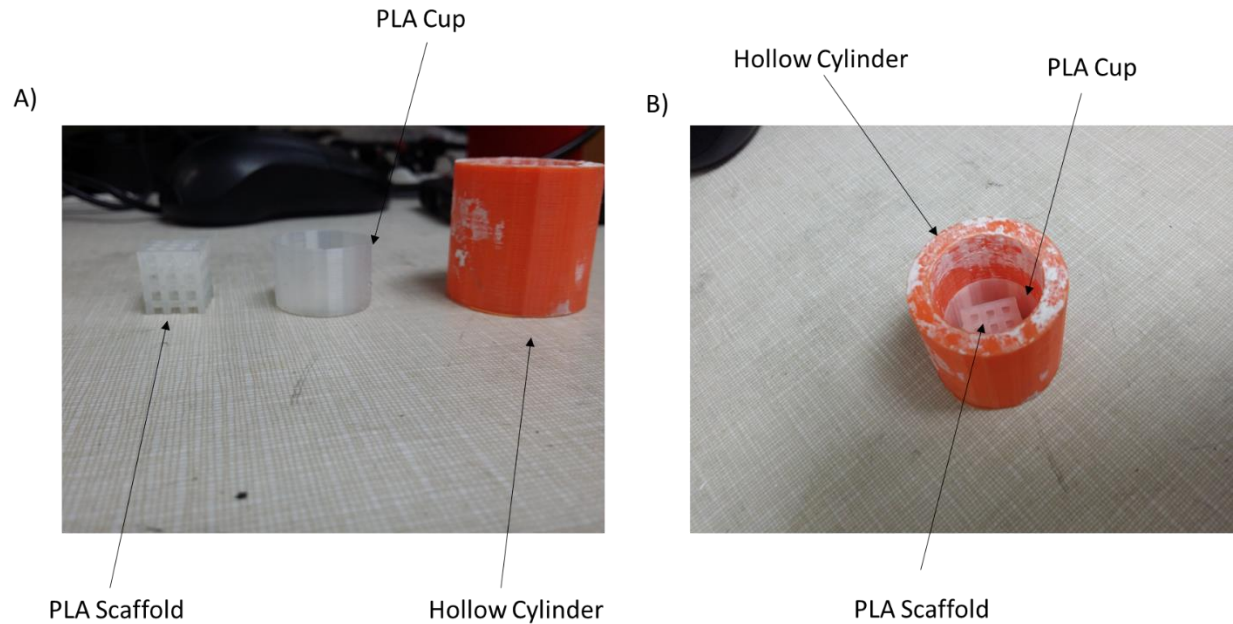 PLA Cup
A)
PLA Scaffold
Hollow Cylinder
B)
Hollow Cylinder
PLA Cup
PLA Scaffold